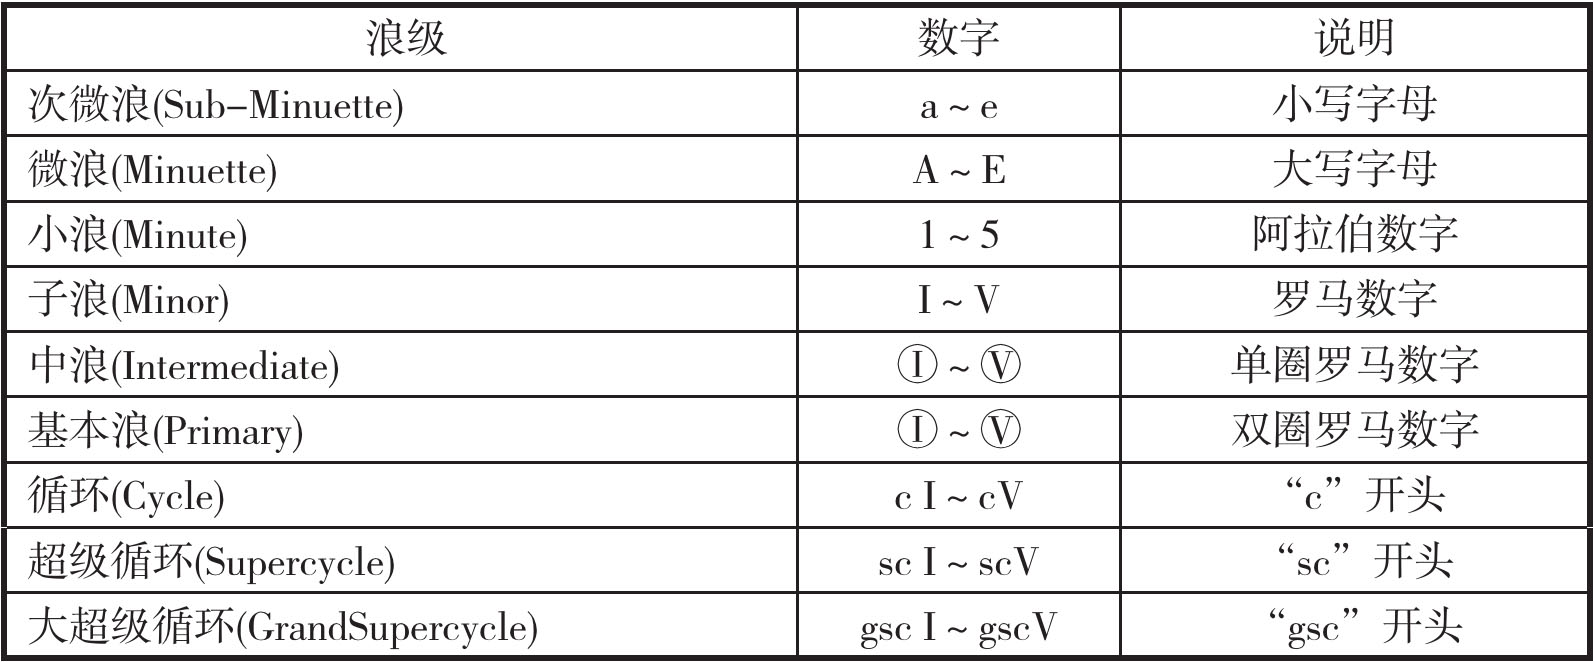 浪级 数字 说明
次微浪(Sub-Minuette) a ~ e 小写字母
微浪(Minuette) A ~ E 大写字母
小浪(Minute) 1 ~ 5 阿拉伯数字
子浪(Minor) I ~ V 罗马数字
中浪(Intermediate) Ⓘ ~ Ⓥ 单圈罗马数字
基本浪(Primary) Ⓘ ~ Ⓥ 双圈罗马数字
循环(Cycle) c I ~ cV “c”开头
超级循环(Supercycle) sc I ~ scV “sc”开头
大超级循环(GrandSupercycle) gsc I ~ gscV “gsc”开头